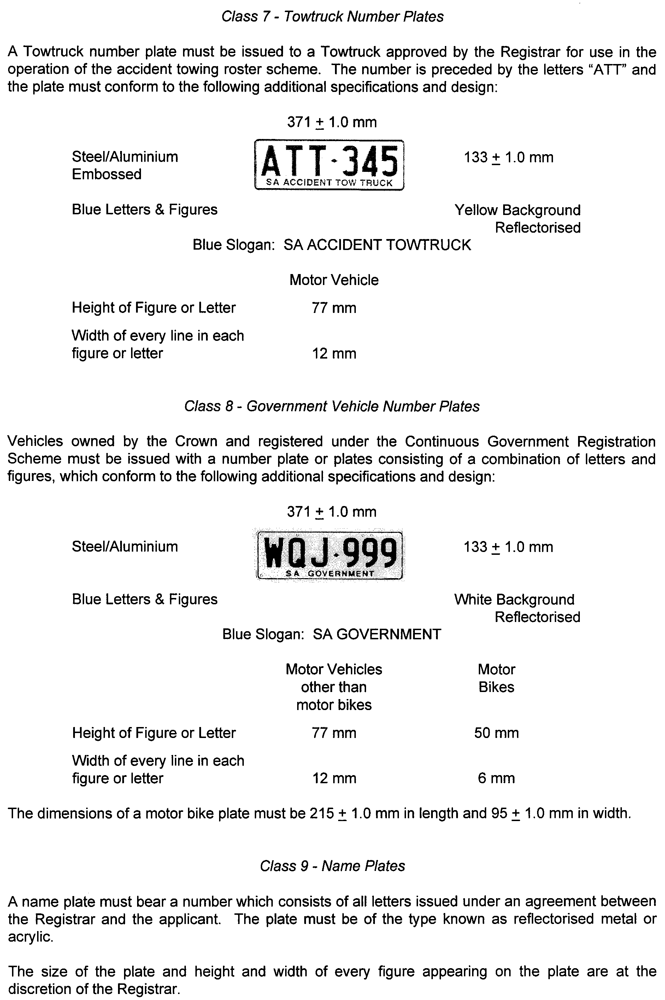 Class 7 - Towtruck Number Plates
A Towtruck number plate must be issued to a Towtruck approved by the Registrar for use in the
operation of the accident towing roster scheme. The number is preceded by the letters “ATT” and
the plate must conform to the following additional specifications and design:
371 ± 1.0 mm
Steel/Aluminium
Embossed
ATT·345
SA ACCIDENT TOW TRUCK
133 ± 1.0 mm
Blue Letters & Figures
Yellow Background
Reflectorised
Blue Slogan: SA ACCIDENT TOWTRUCK
Motor Vehicle
Height of Figure or Letter 77 mm
Width of every line in each
figure or letter 12 mm
Class 8 - Government Vehicle Number Plates
Vehicles owned by the Crown and registered under the Continuous Government Registration
Scheme must be issued with a number plate or plates consisting of a combination of letters and
figures, which conform to the following additional specifications and design:
371 ± 1.0 mm
Steel/Aluminium
WQJ·999
SA GOVERNMENT
133 ± 1.0 mm
Blue Letters & Figures
White Background
Reflectorised
Blue Slogan: SA GOVERNMENT
Motor Vehicles Motor
other than Bikes
motor bikes
Height of Figure or Letter 77 mm 50 mm
Width of every line in each
figure or letter 12 mm 6 mm
The dimensions of a motor bike plate must be 215 ± 1.0 mm in length and 95 ± 1.0 mm in width.
Class 9 - Name Plates
A name plate must bear a number which consists of all letters issued under an agreement between
the Registrar and the applicant. The plate must be of the type known as reflectorised metal or
acrylic.
The size of the plate and height and width of every figure appearing on the plate are at the
discretion of the Registrar.